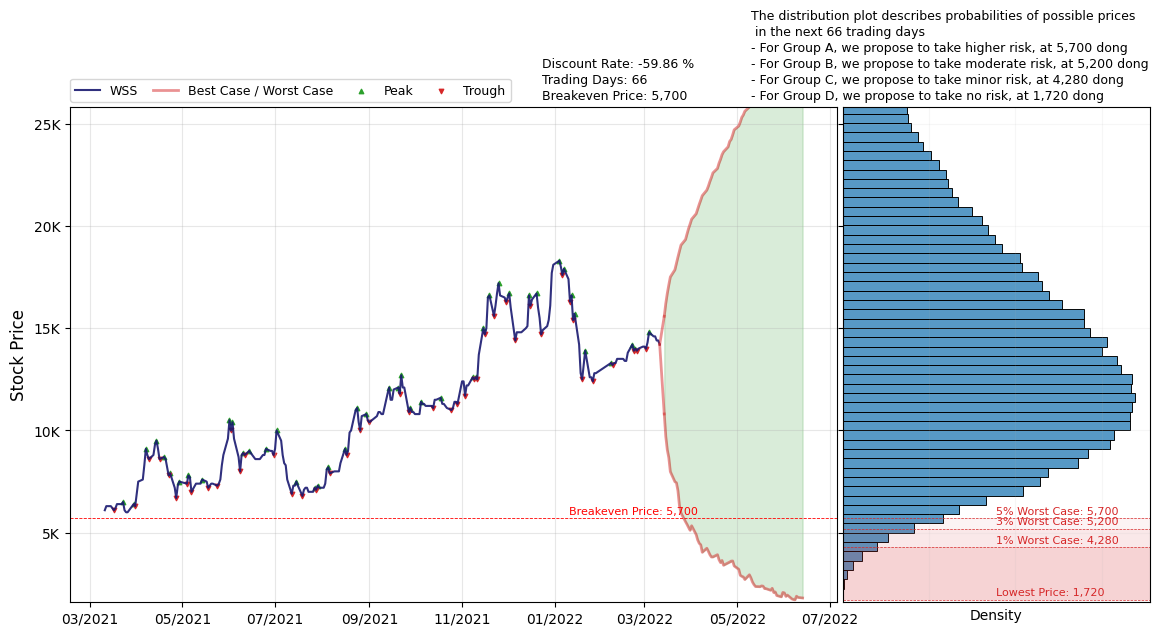 The distribution plot describes probabilities of possible prices
in the next 66 trading days
- For Group A, we propose to take higher risk, at 5,700 dong
- For Group B, we propose to take moderate risk, at 5,200 dong
- For Group C, we propose to take minor risk, at 4,280 dong
- For Group D, we propose to take no risk, at 1,720 dong
Discount Rate: -59.86 %
Trading Days: 66
Breakeven Price: 5,700
WSS
Best Case / Worst Case
Peak
Trough
Stock Price
25K
20K
15K
10K
5K
Breakeven Price: 5,700
5% Worst Case: 5,700
3% Worst Case: 5,200
1% Worst Case: 4,280
Lowest Price: 1,720
03/2021
05/2021
07/2021
09/2021
11/2021
01/2022
03/2022
05/2022
07/2022
Density